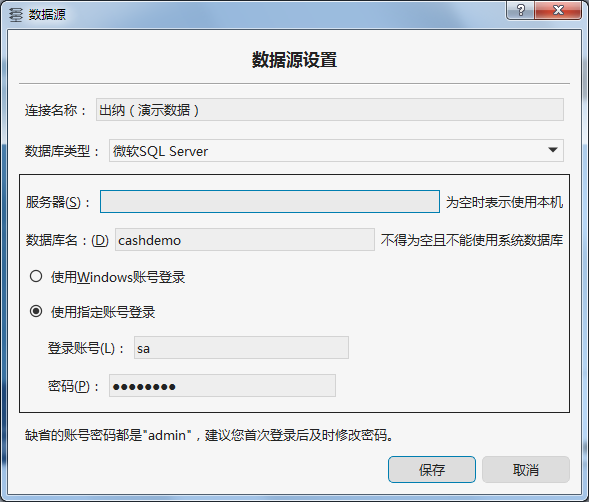 数据源
数据源设置
连接名称： 出纳（演示数据）
数据库类型： 微软SQL Server
服务器(S)： 为空时表示使用本机
数据库名：(D) cashdemo 不得为空且不能使用系统数据库
使用Windows账号登录
使用指定账号登录
登录账号(L)： sa
密码(P)： ●●●●●●●●
缺省的账号密码都是"admin"，建议您首次登录后及时修改密码。
保存 取消